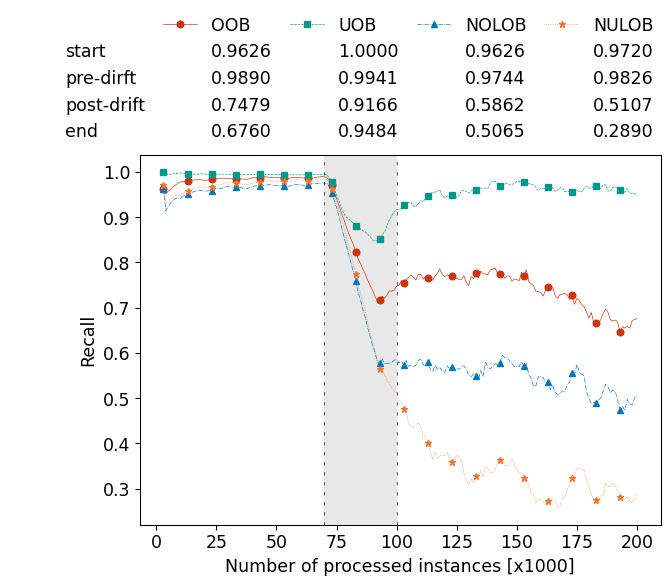 OOB UOB NOLOB NULOB
start 0.9626 1.0000 0.9626 0.9720
pre-dirft 0.9890 0.9941 0.9744 0.9826
post-drift 0.7479 0.9166 0.5862 0.5107
end 0.6760 0.9484 0.5065 0.2890
1.0
0.9
0.8
0.7
0.6
0.5
0.4
0.3
Recall
0 25 50 75 100 125 150 175 200
Number of processed instances [x1000]